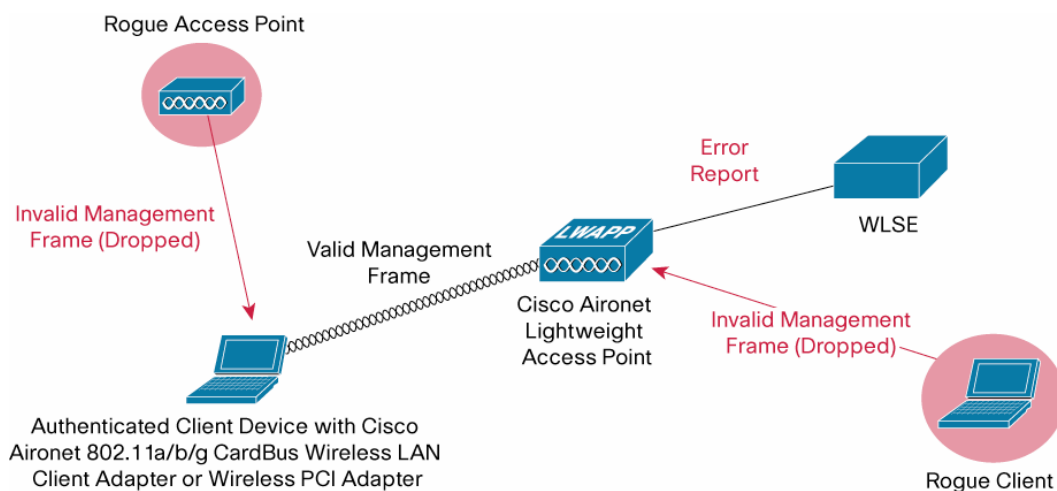 Rogue Access Point
Invalid Management
Frame (Dropped)
Valid Management
Frame
Error
Report
WLSE
LWAPP
Cisco Aironet
Lightweight
Access Point
Invalid Management
Frame (Dropped)
Authenticated Client Device with Cisco
Aironet 802.11a/b/g CardBus Wireless LAN
Client Adapter or Wireless PCI Adapter
Rogue Client